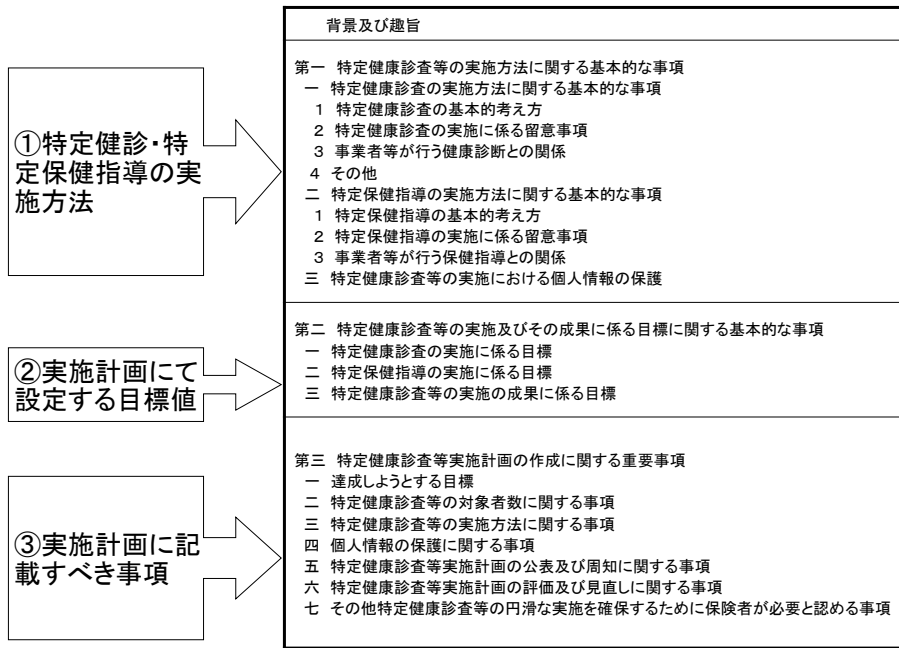 背景及び趣旨
①特定健診・特
定保健指導の実
施方法
第一 特定健康診査等の実施方法に関する基本的な事項
一 特定健康診査の実施方法に関する基本的な事項
1 特定健康診査の基本的考え方
2 特定健康診査の実施に係る留意事項
3 事業者等が行う健康診断との関係
4 その他
二 特定保健指導の実施方法に関する基本的な事項
1 特定保健指導の基本的考え方
2 特定保健指導の実施に係る留意事項
3 事業者等が行う保健指導との関係
三 特定健康診査等の実施における個人情報の保護
②実施計画にて
設定する目標値
第二 特定健康診査等の実施及びその成果に係る目標に関する基本的な事項
一 特定健康診査の実施に係る目標
二 特定保健指導の実施に係る目標
三 特定健康診査等の実施の成果に係る目標
③実施計画に記
載すべき事項
第三 特定健康診査等実施計画の作成に関する重要事項
一 達成しようとする目標
二 特定健康診査等の対象者数に関する事項
三 特定健康診査等の実施方法に関する事項
四 個人情報の保護に関する事項
五 特定健康診査等実施計画の公表及び周知に関する事項
六 特定健康診査等実施計画の評価及び見直しに関する事項
七 その他特定健康診査等の円滑な実施を確保するために保険者が必要と認める事項